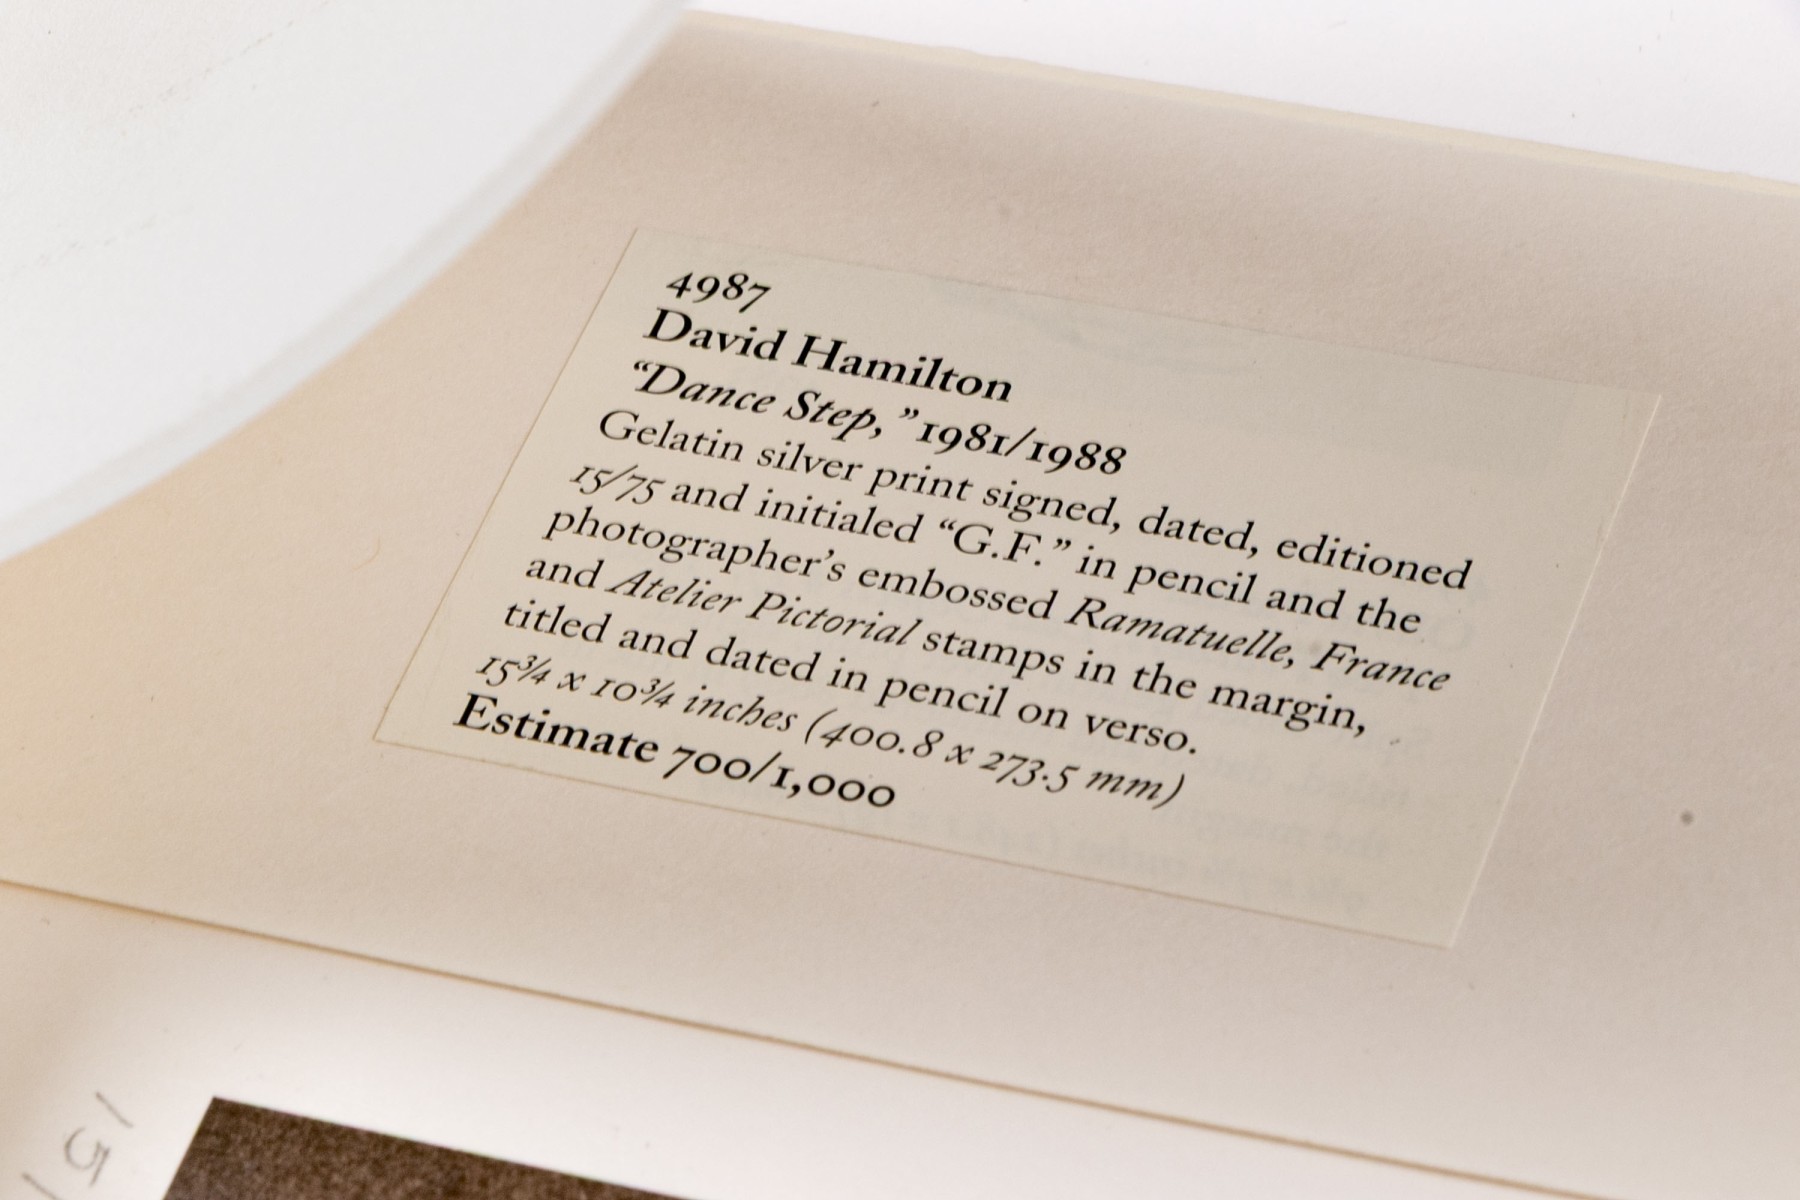 4987
David Hamilton
“Dance Step,” 1981/1988
Gelatin silver print signed, dated, editioned
15/75 and initialed “G.F.” in pencil and the
photographer’s embossed Ramatuelle, France
and Atelier Pictorial stamps in the margin,
titled and dated in pencil on verso.
15¾ x 10¾ inches (400.8 x 273.5 mm)
Estimate 700/1,000
15/